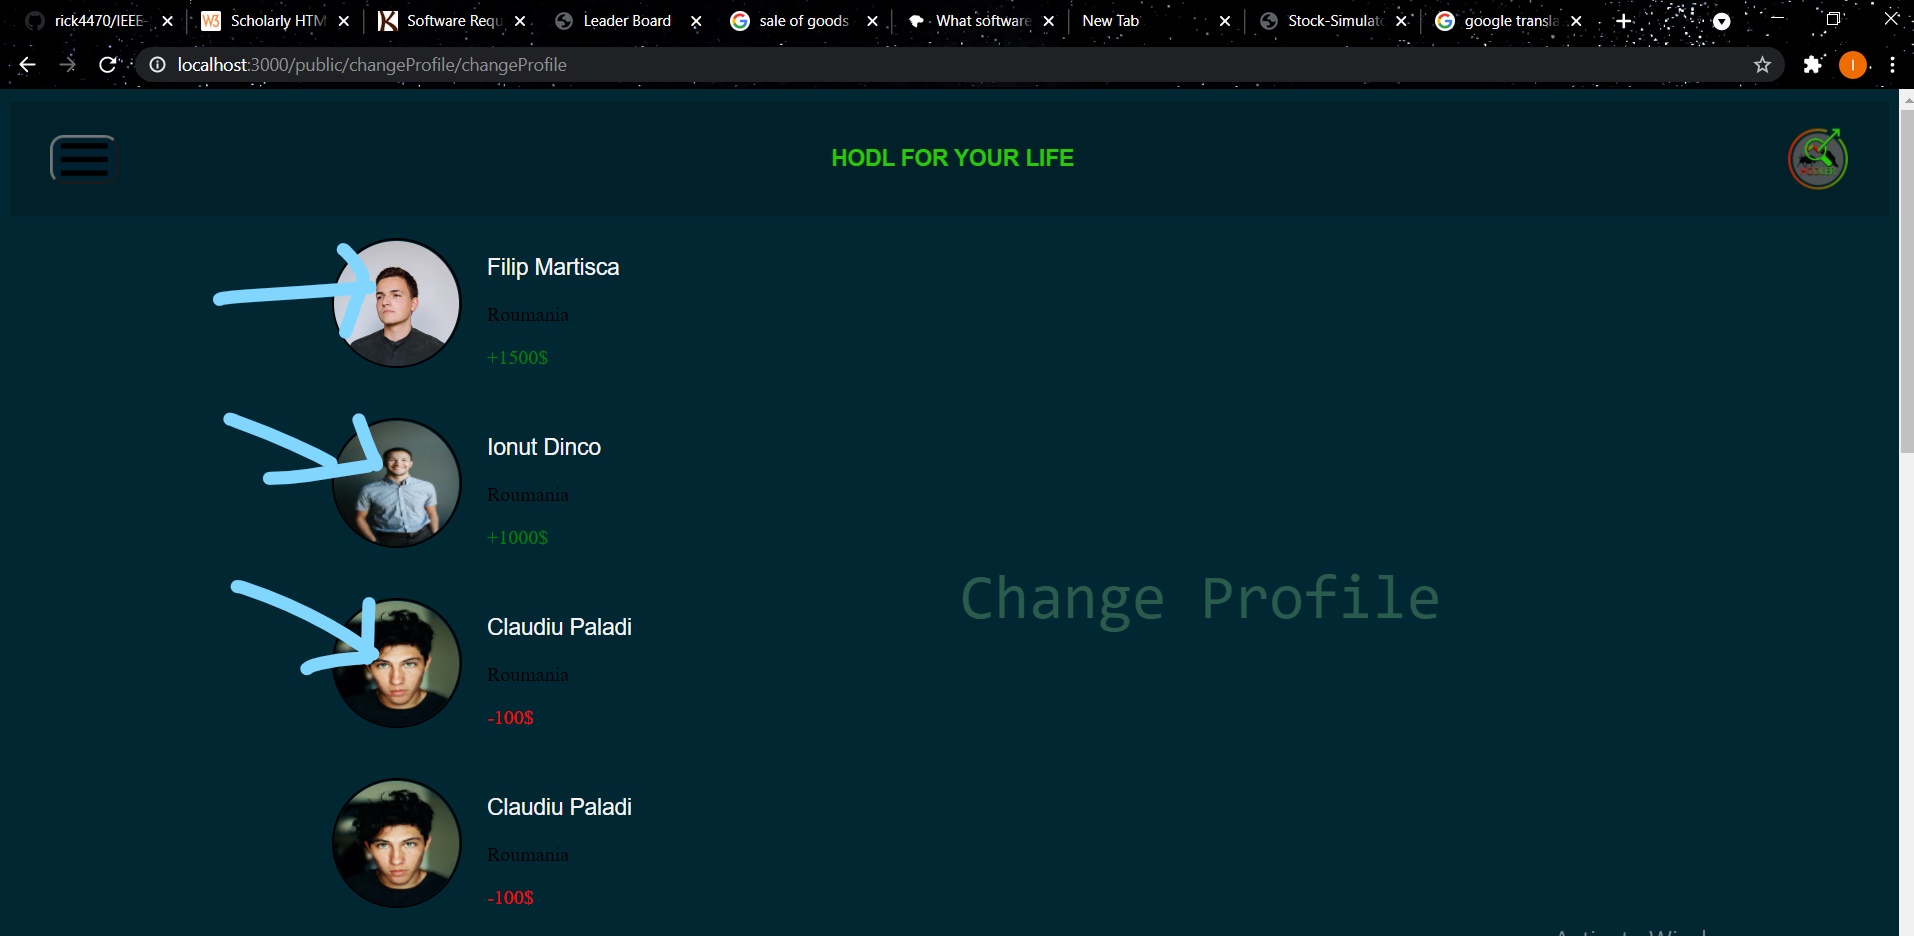 rick4470/IEEE-
Scholarly HTM
Software Requ
Leader Board
sale of goods
What software
New Tab
Stock-Simulato
google transla
localhost:3000/public/changeProfile/changeProfile
I
HODL FOR YOUR LIFE
Filip Martisca
Roumania
+1500$
Ionut Dinco
Roumania
+1000$
Change Profile
Claudiu Paladi
Roumania
-100$
Claudiu Paladi
Roumania
-100$